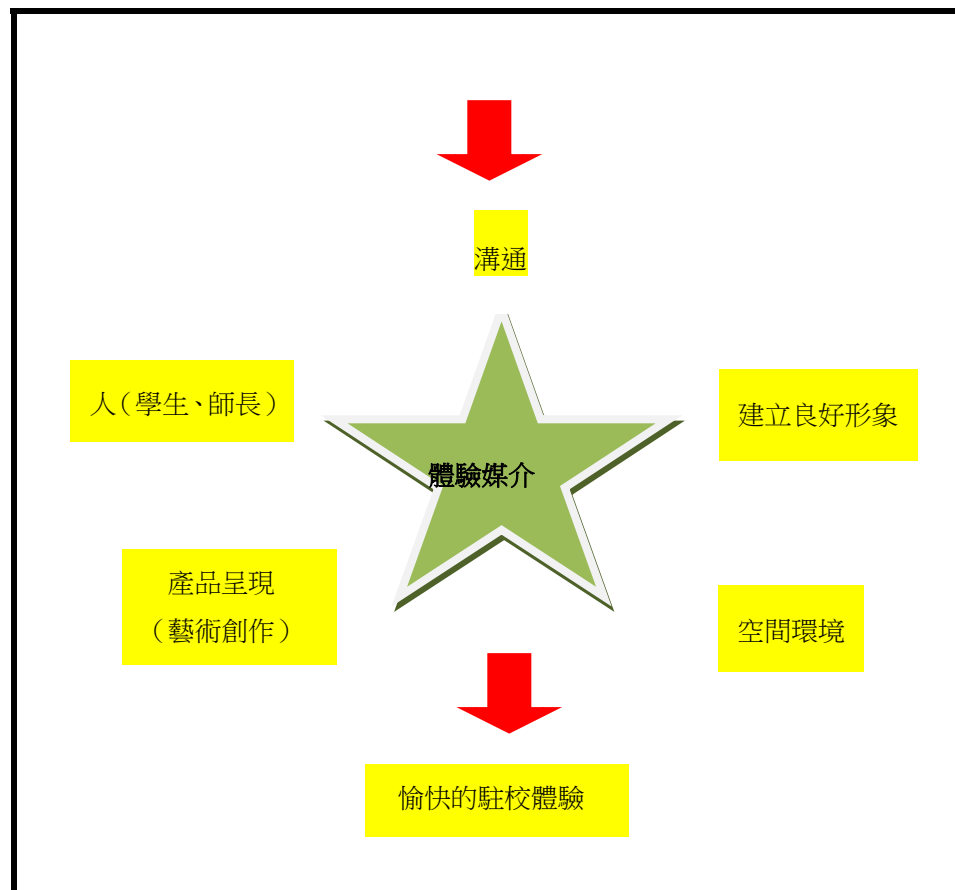 溝通
人(學生、師長)
建立良好形象
體驗媒介
產品呈現
(藝術創作)
空間環境
愉快的駐校體驗